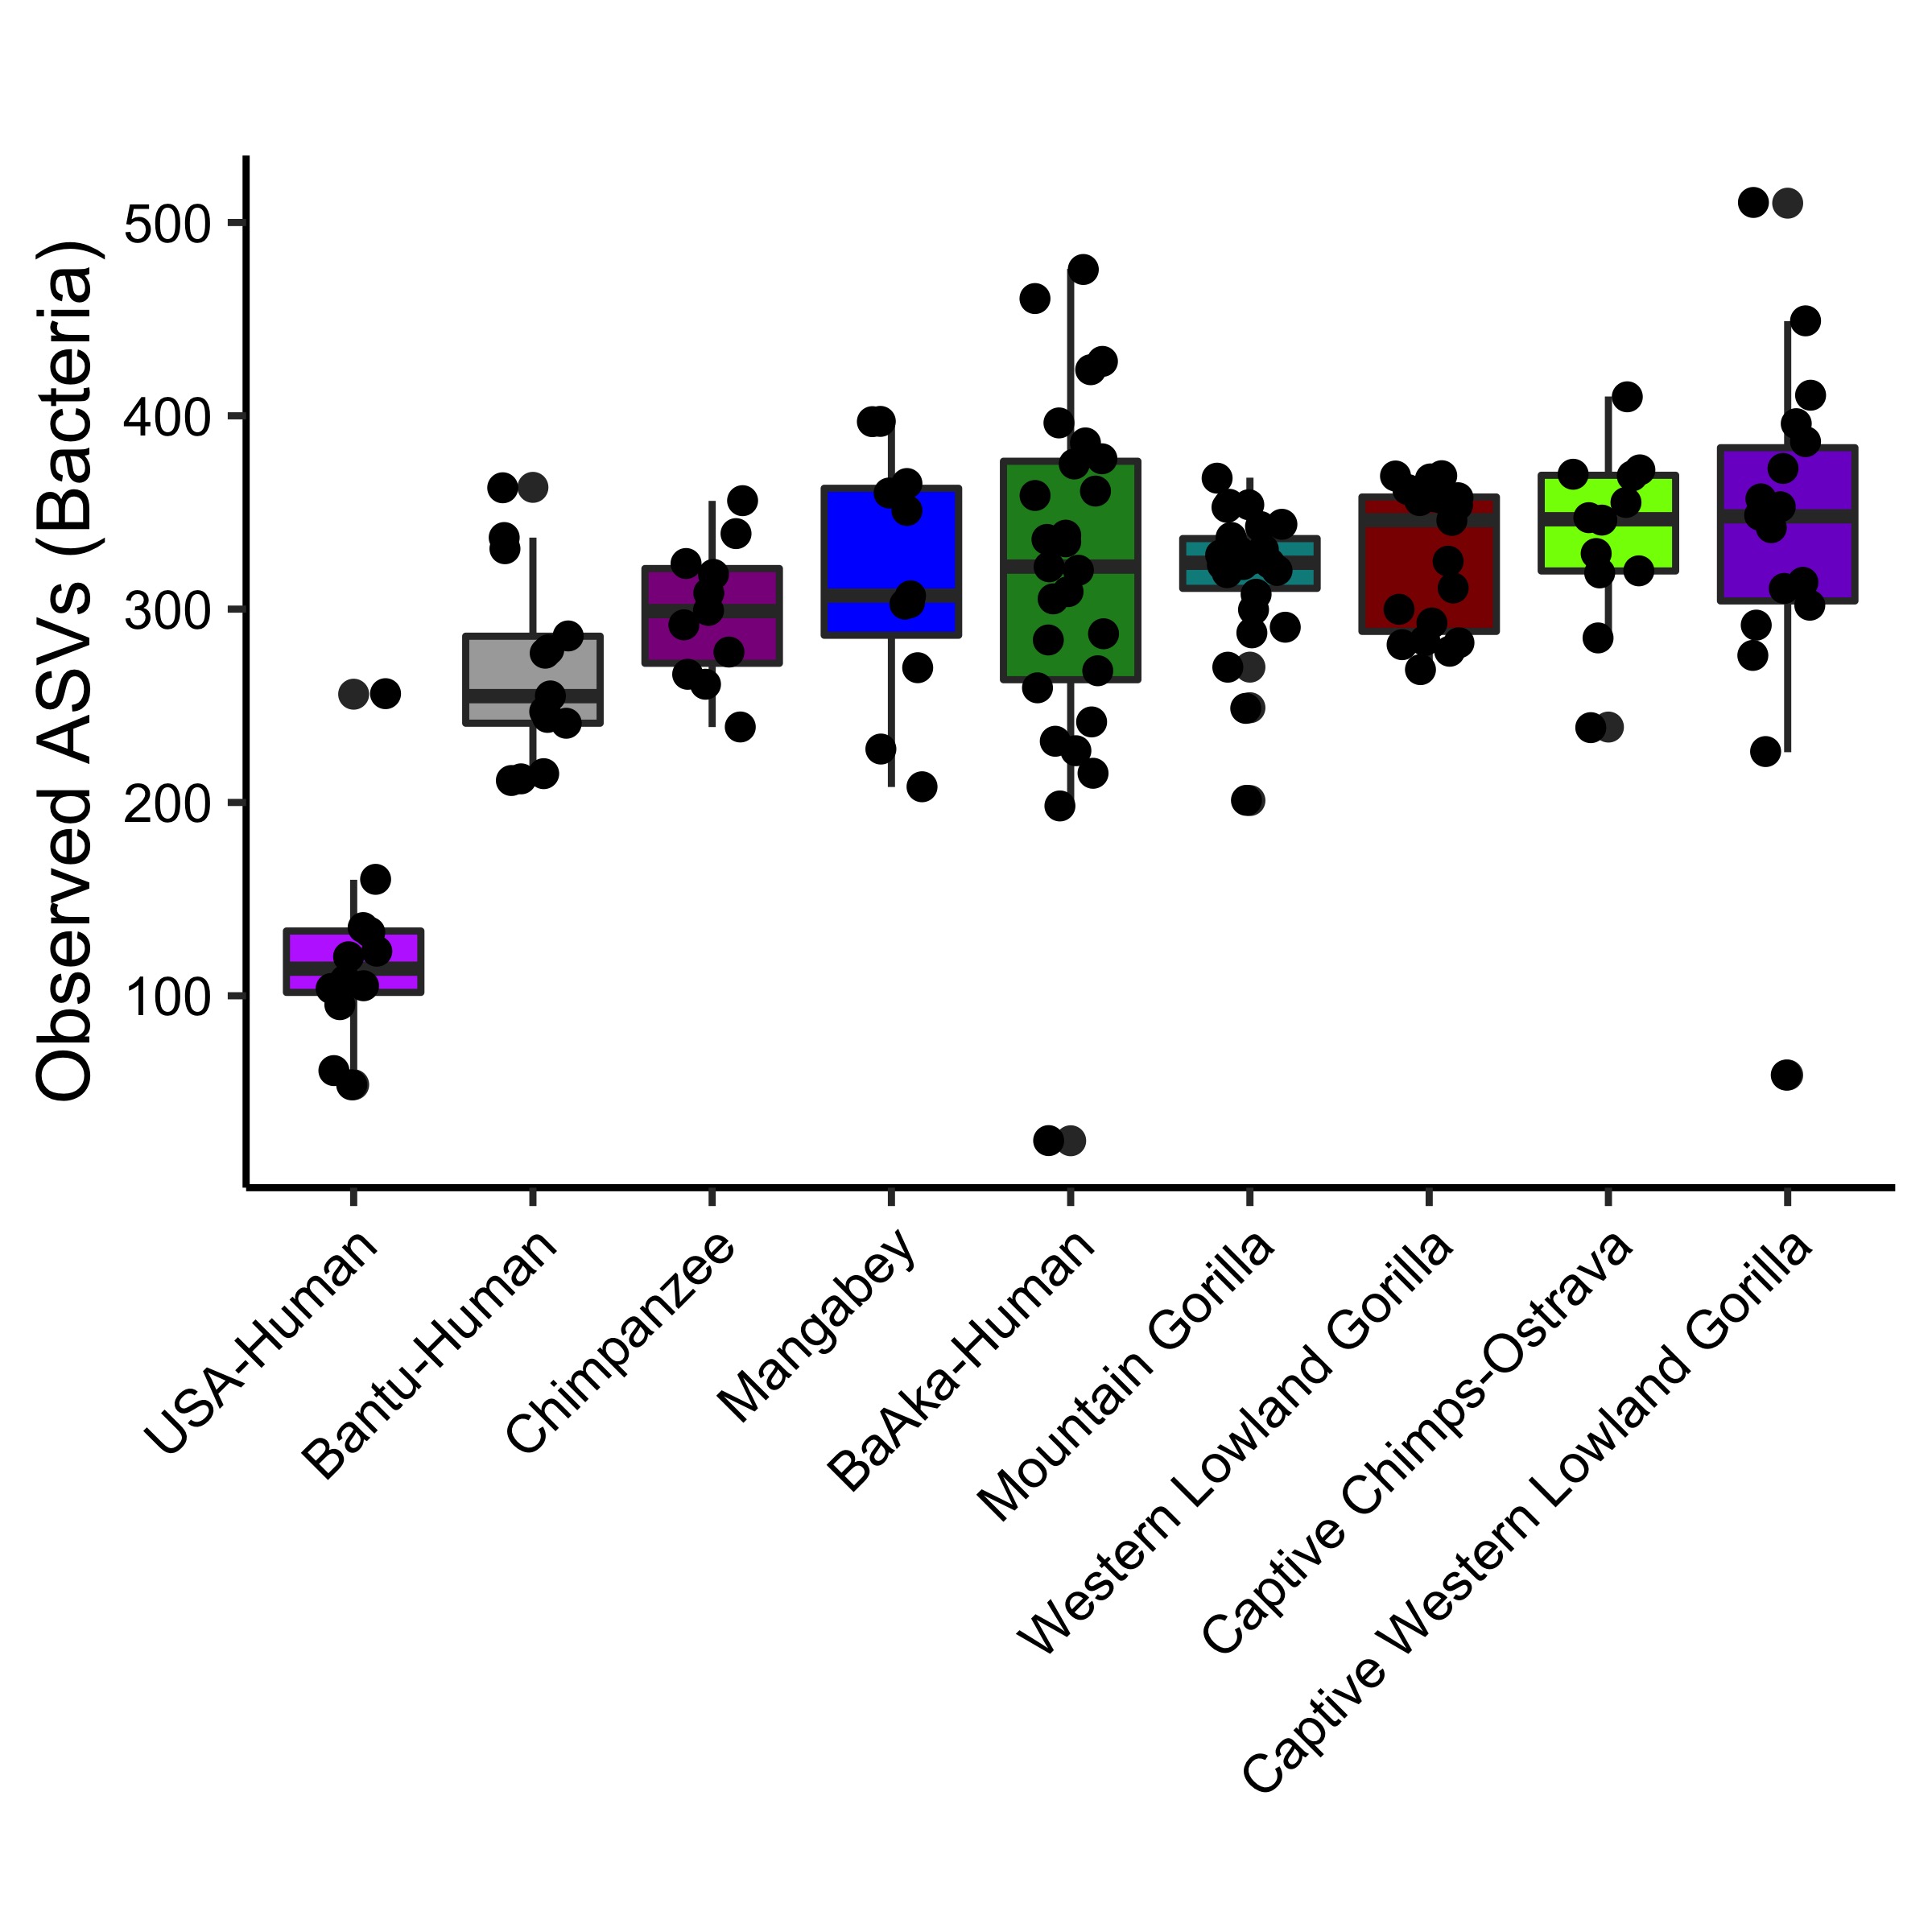 Observed ASVs (Bacteria)
500
400
300
200
100
USA-Human
Bantu-Human
Chimpanzee
Mangabey
BaAka-Human
Mountain Gorilla
Western Lowland Gorilla
Captive Chimps-Ostrava
Captive Western Lowland Gorilla